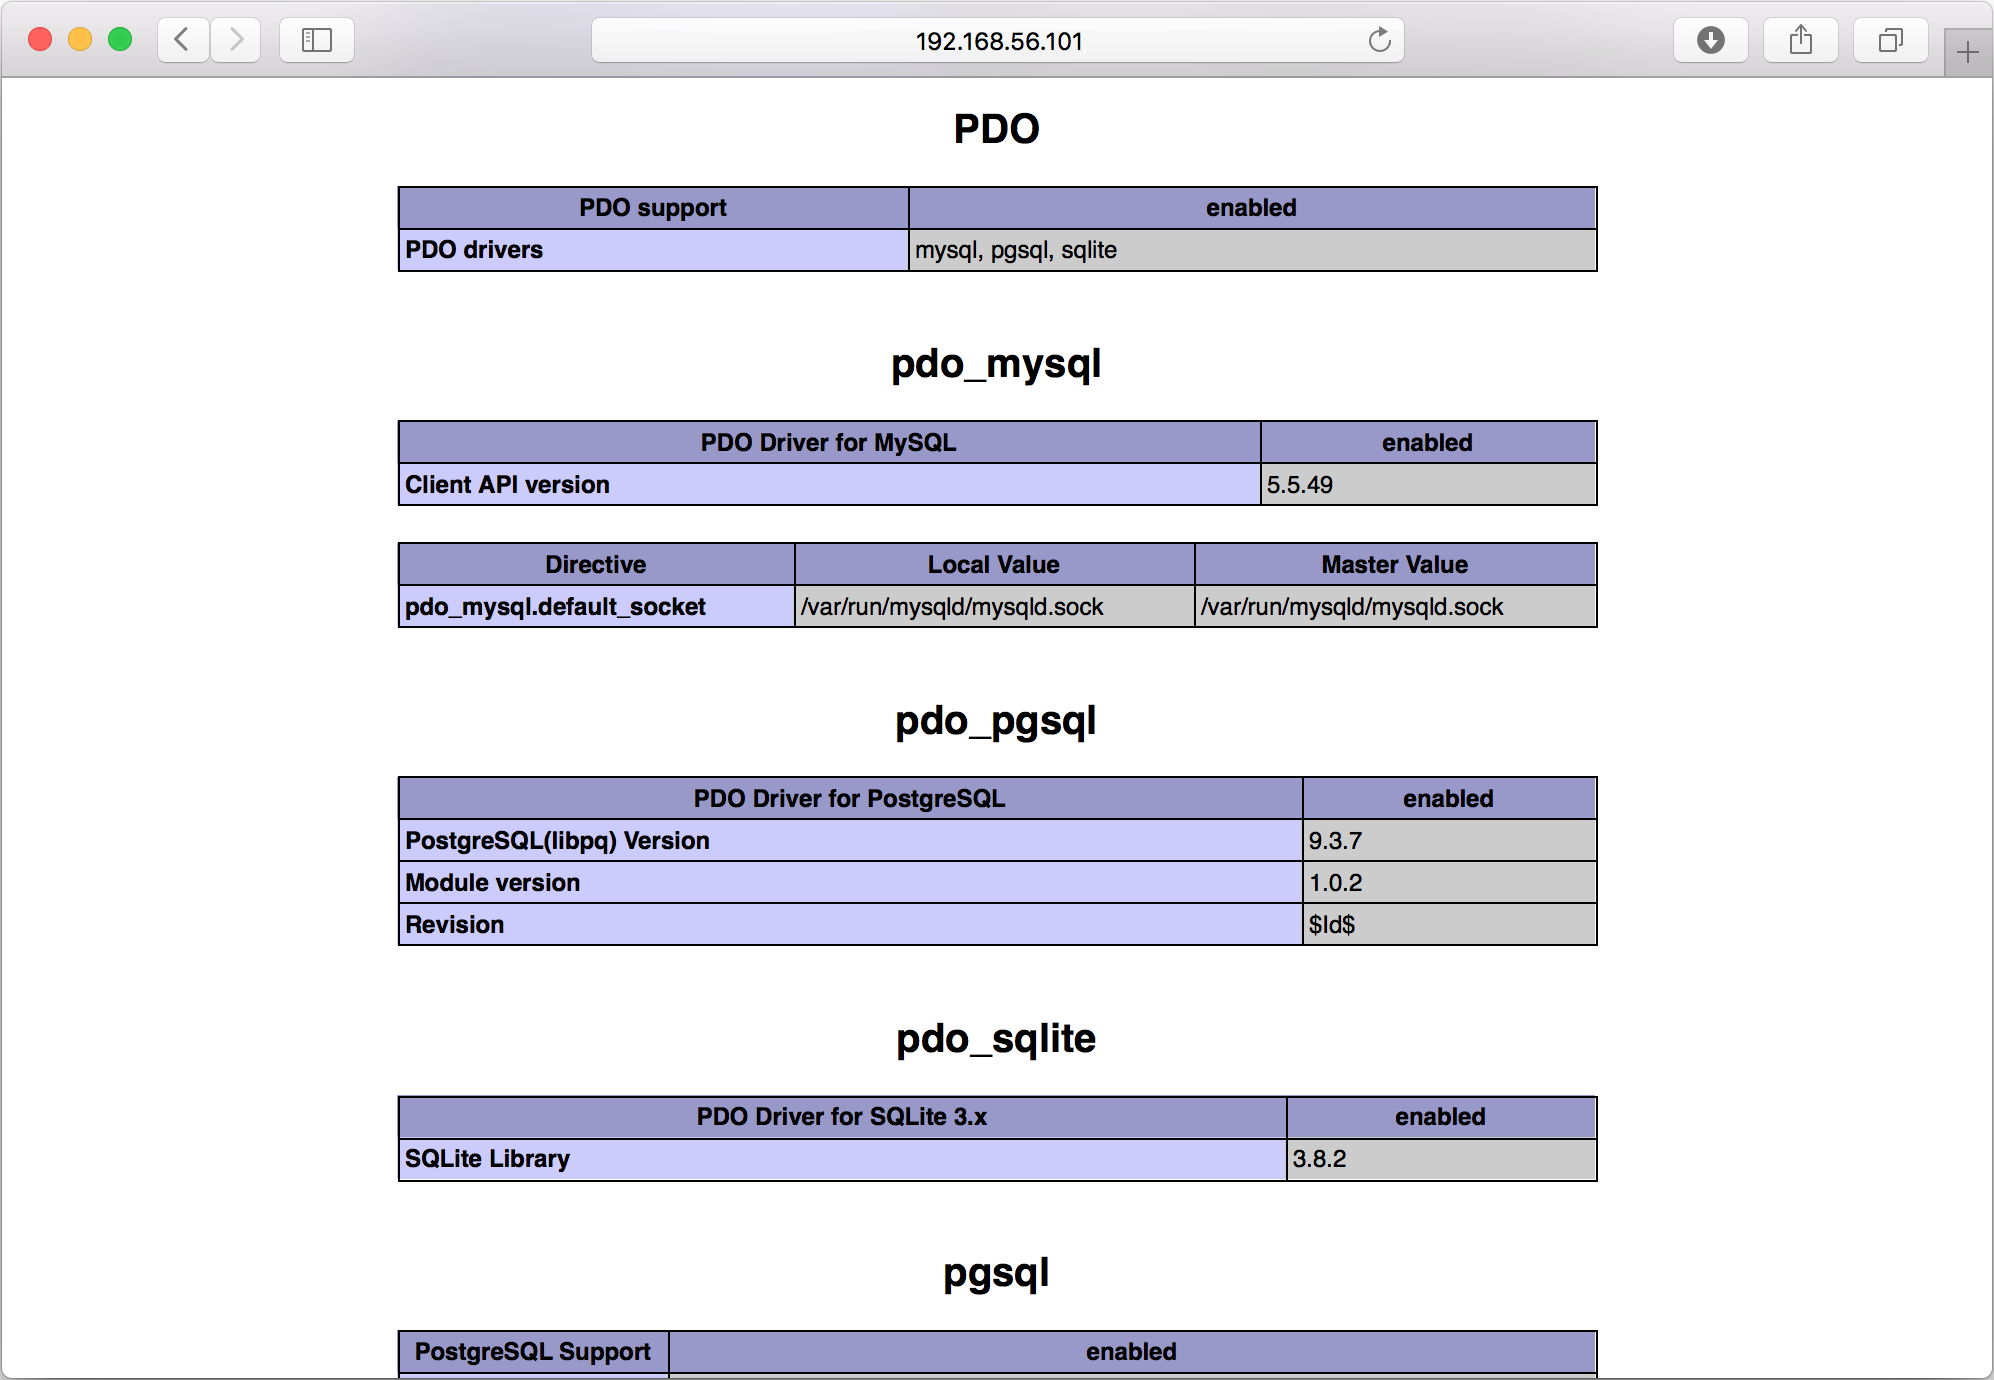 192.168.56.101
PDO
PDO support enabled
PDO drivers mysql, pgsql, sqlite
pdo_mysql
PDO Driver for MySQL enabled
Client API version 5.5.49
Directive Local Value Master Value
pdo_mysql.default_socket /var/run/mysqld/mysqld.sock /var/run/mysqld/mysqld.sock
pdo_pgsql
PDO Driver for PostgreSQL enabled
PostgreSQL(libpq) Version 9.3.7
Module version 1.0.2
Revision $Id$
pdo_sqlite
PDO Driver for SQLite 3.x enabled
SQLite Library 3.8.2
pgsql
PostgreSQL Support enabled